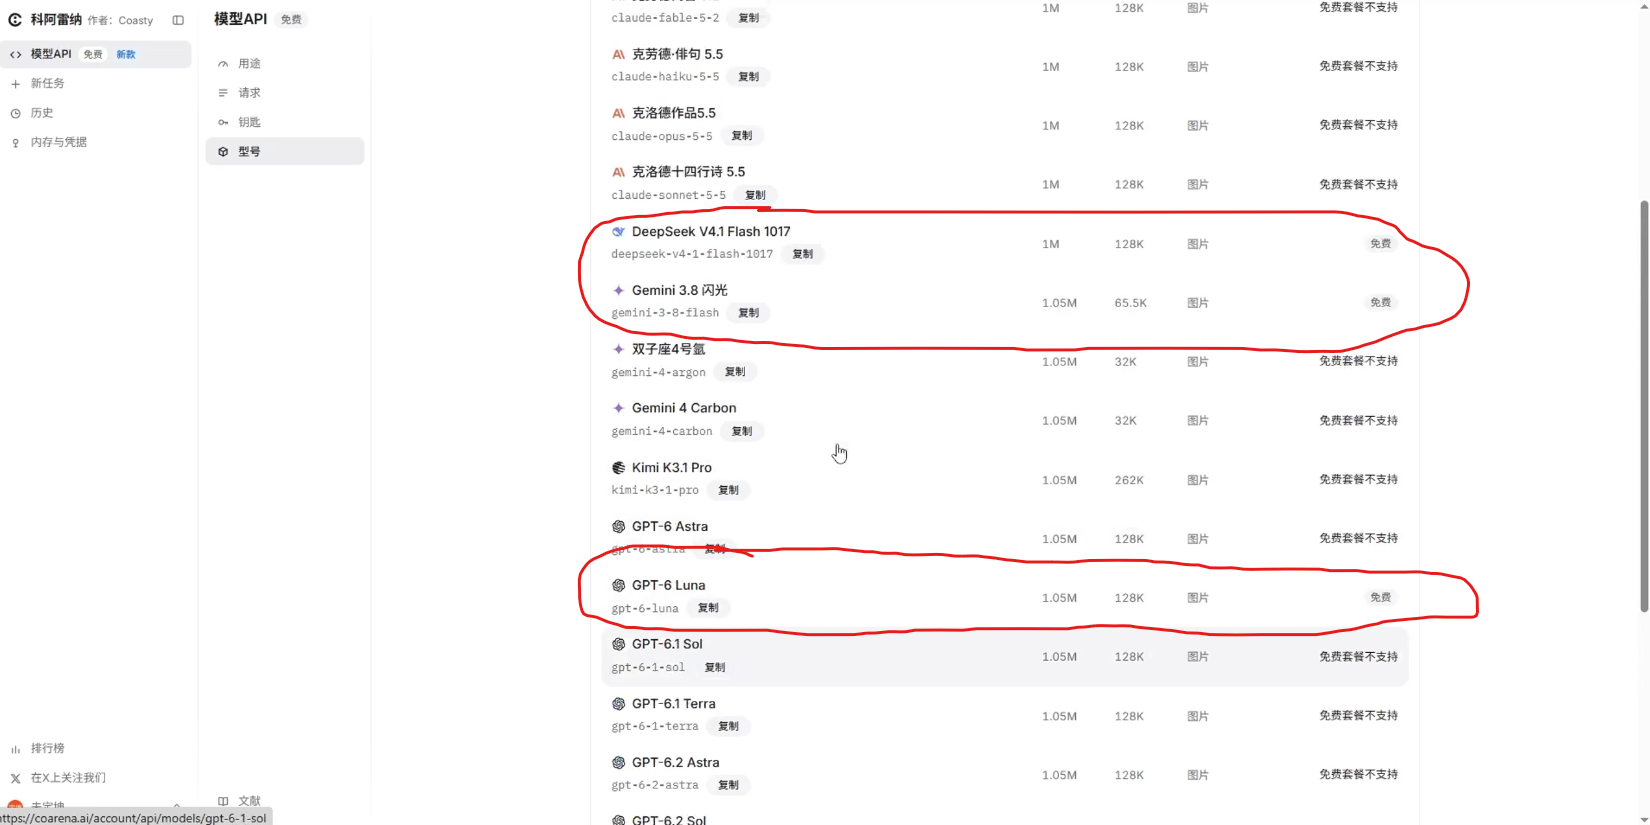 科阿雷纳 作者：Coasty
模型API 免费 新款
新任务
历史
内存与凭据
排行榜
在X上关注我们
https://coarena.ai/account/api/models/gpt-6-1-sol
模型API 免费
用途
请求
钥匙
型号
文献
claude-fable-5-2 复制 1M 128K 图片 免费套餐不支持
克劳德·俳句 5.5
claude-haiku-5-5 复制 1M 128K 图片 免费套餐不支持
克洛德作品5.5
claude-opus-5-5 复制 1M 128K 图片 免费套餐不支持
克洛德十四行诗 5.5
claude-sonnet-5-5 复制 1M 128K 图片 免费套餐不支持
DeepSeek V4.1 Flash 1017
deepseek-v4-1-flash-1017 复制 1M 128K 图片 免费
Gemini 3.8 闪光
gemini-3-8-flash 复制 1.05M 65.5K 图片 免费
双子座4号氩
gemini-4-argon 复制 1.05M 32K 图片 免费套餐不支持
Gemini 4 Carbon
gemini-4-carbon 复制 1.05M 32K 图片 免费套餐不支持
Kimi K3.1 Pro
kimi-k3-1-pro 复制 1.05M 262K 图片 免费套餐不支持
GPT-6 Astra
gpt-6-astra 复制 1.05M 128K 图片 免费套餐不支持
GPT-6 Luna
gpt-6-luna 复制 1.05M 128K 图片 免费
GPT-6.1 Sol
gpt-6-1-sol 复制 1.05M 128K 图片 免费套餐不支持
GPT-6.1 Terra
gpt-6-1-terra 复制 1.05M 128K 图片 免费套餐不支持
GPT-6.2 Astra
gpt-6-2-astra 复制 1.05M 128K 图片 免费套餐不支持
GPT-6.2 Sol